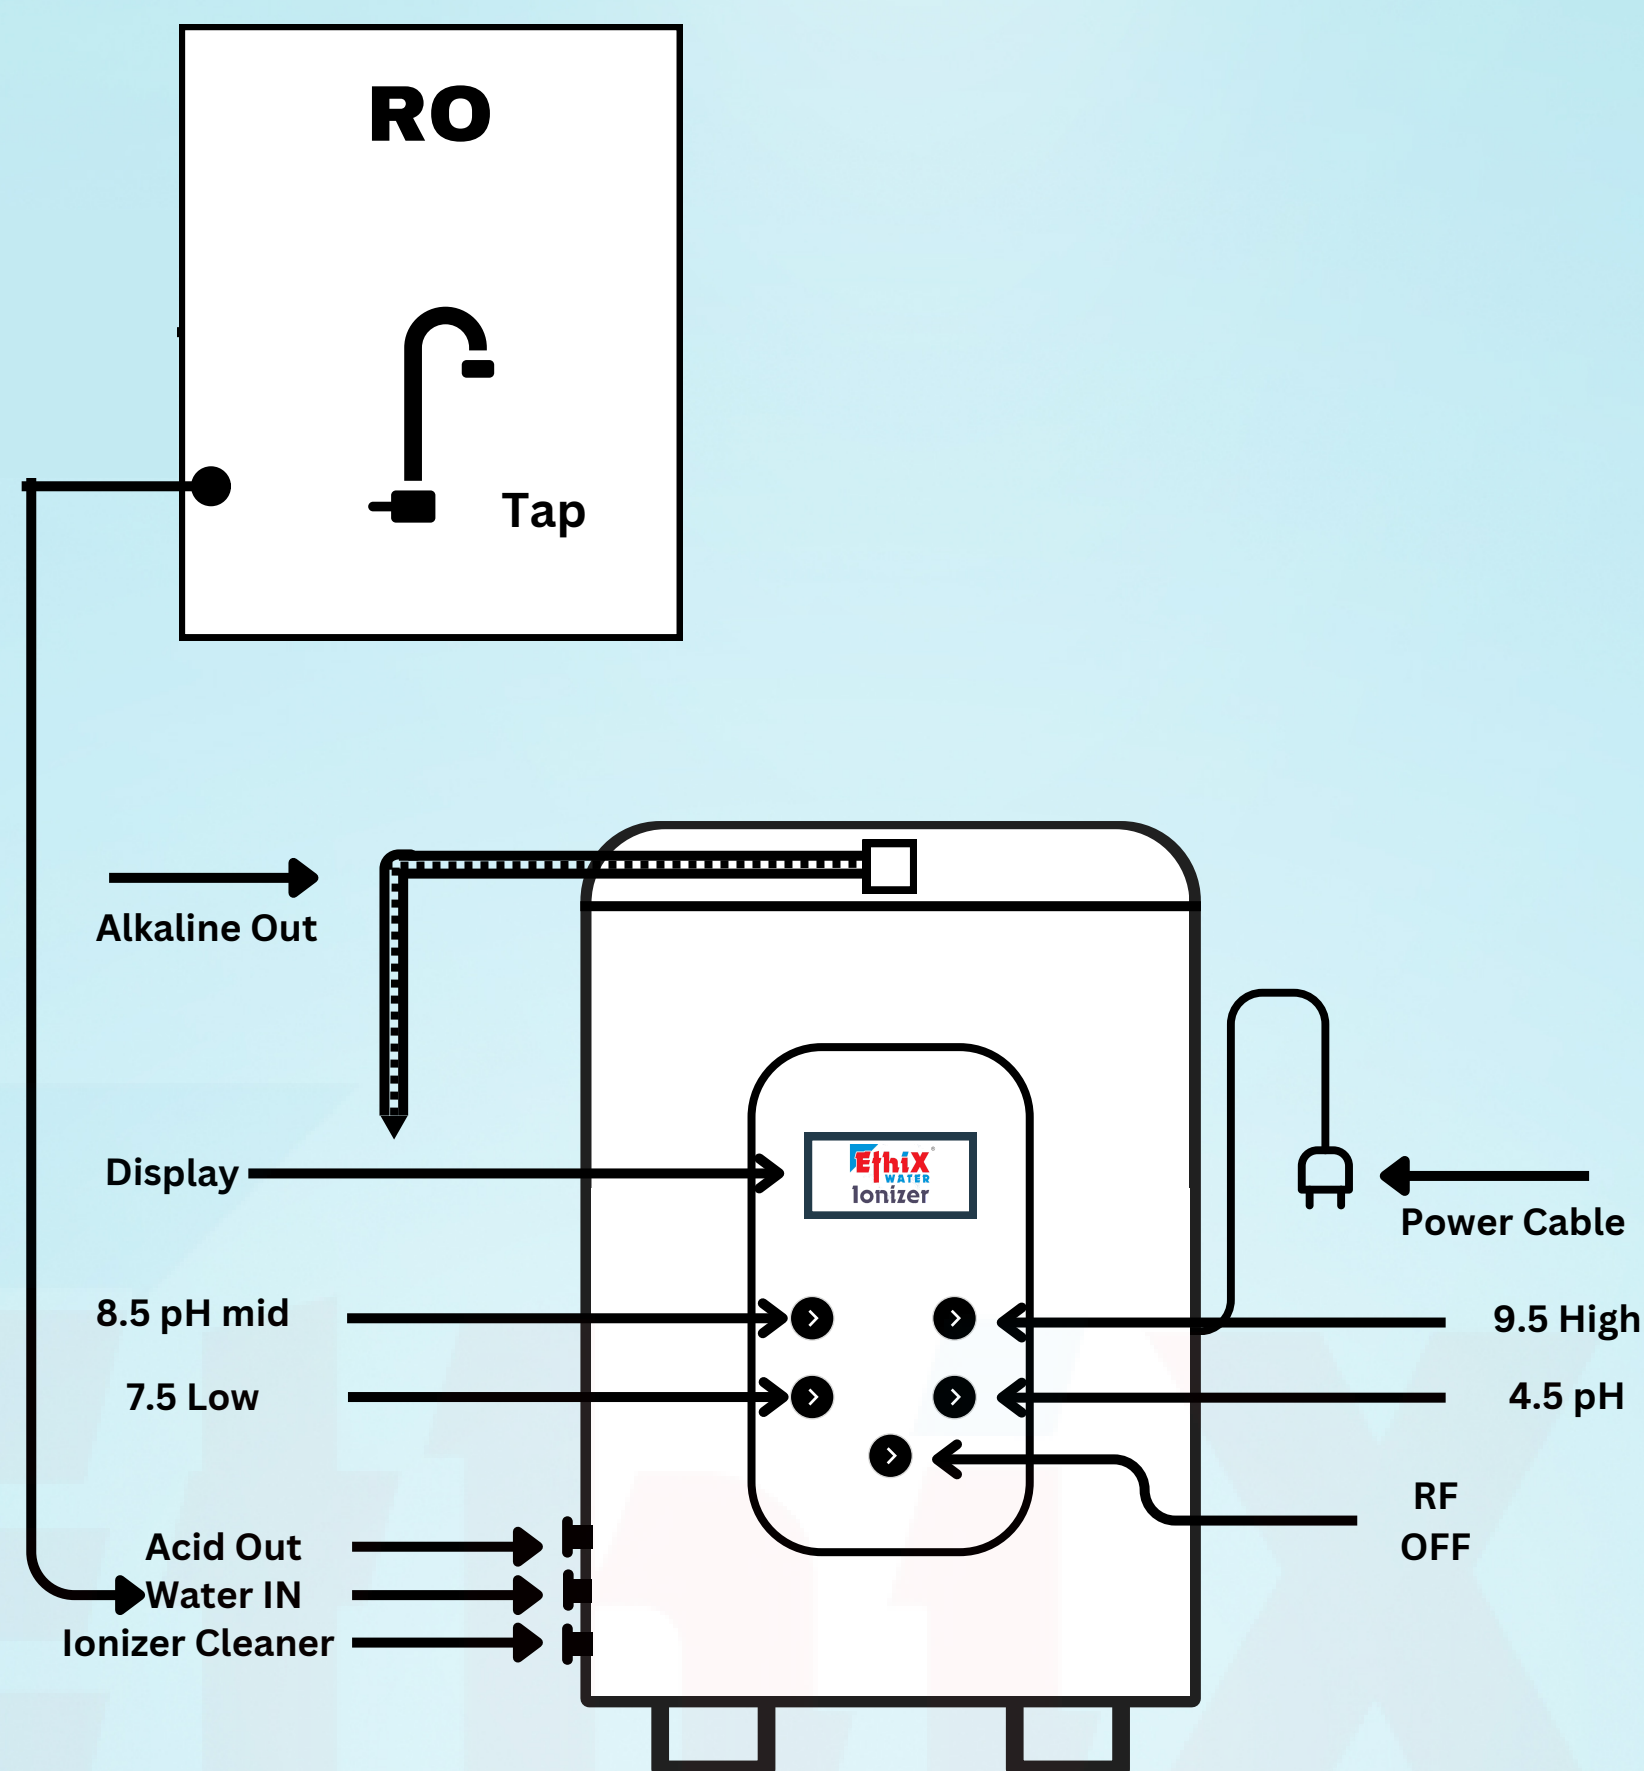 RO
Tap
Alkaline Out
Display
EthiX
WATER
Ionizer
Power Cable
8.5 pH mid
9.5 High
7.5 Low
4.5 pH
RF
OFF
Acid Out
Water IN
Ionizer Cleaner